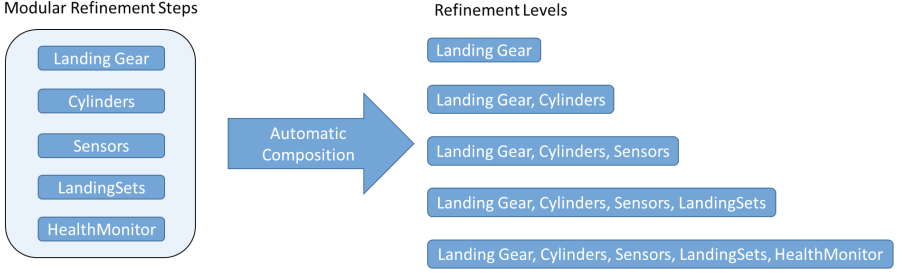 Modular Refinement Steps
Landing Gear
Cylinders
Sensors
LandingSets
HealthMonitor
Automatic
Composition
Refinement Levels
Landing Gear
Landing Gear, Cylinders
Landing Gear, Cylinders, Sensors
Landing Gear, Cylinders, Sensors, LandingSets
Landing Gear, Cylinders, Sensors, LandingSets, HealthMonitor